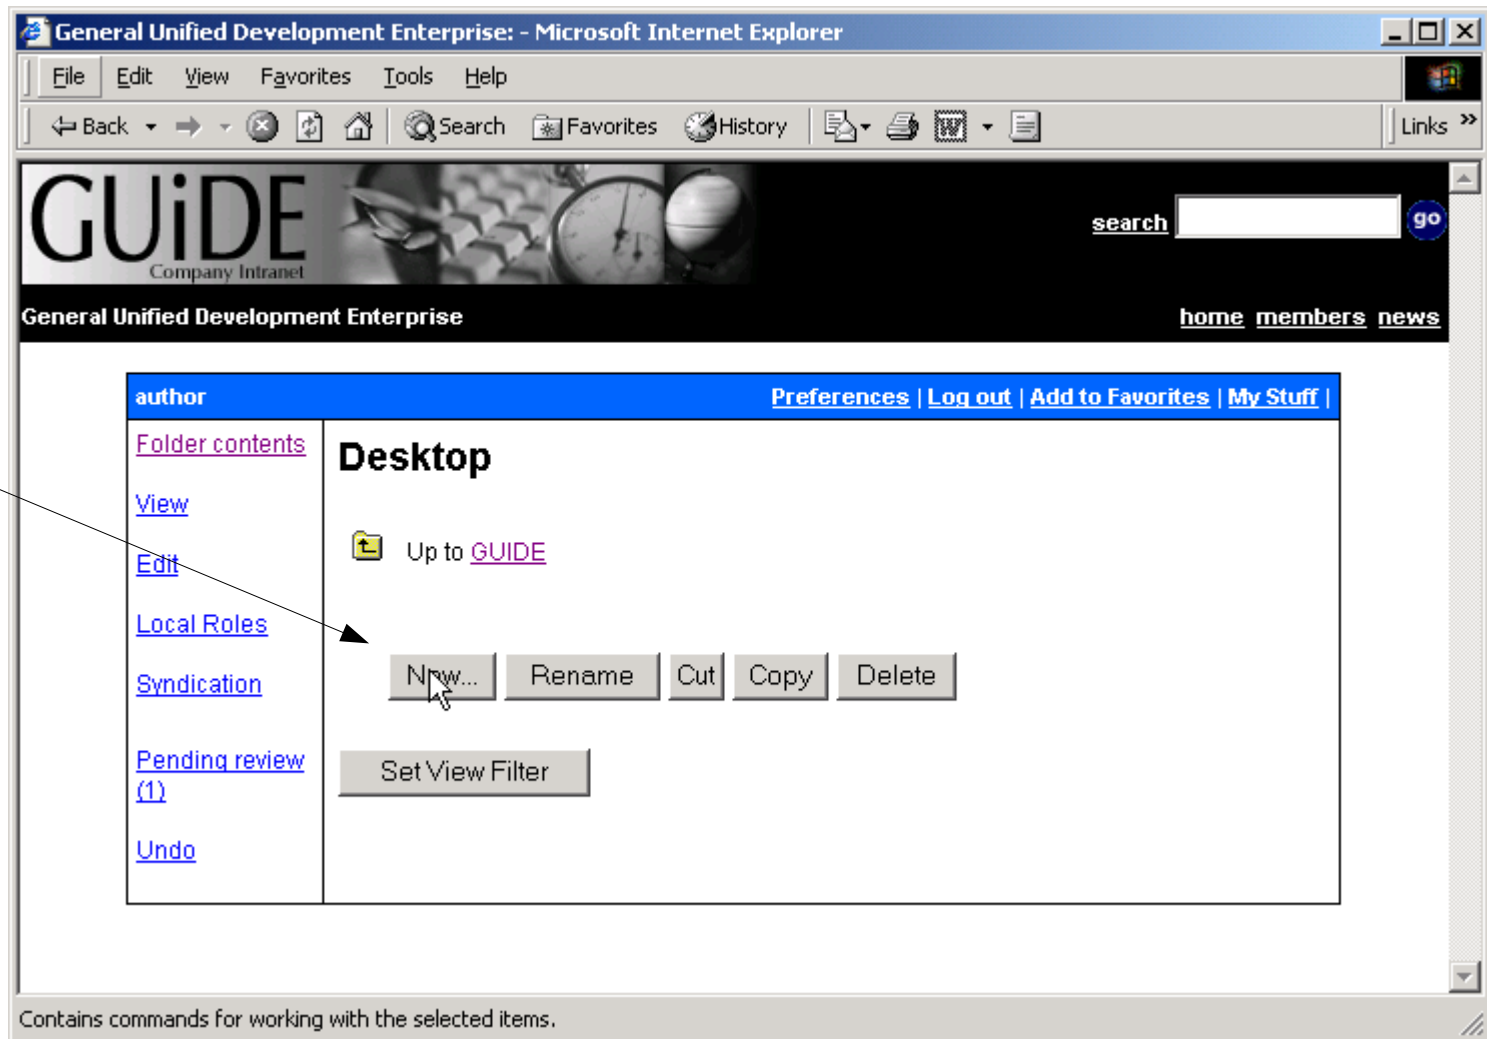 General Unified Development Enterprise: - Microsoft Internet Explorer
File Edit View Favorites Tools Help
Back Search Favorites History Links »
GUiDE
Company Intranet
search go
General Unified Development Enterprise home members news
author Preferences | Log out | Add to Favorites | My Stuff |
Folder contents
Desktop
View
Up to GUIDE
Edit
Local Roles
New... Rename Cut Copy Delete
Syndication
Pending review
(1)
Set View Filter
Undo
Contains commands for working with the selected items.